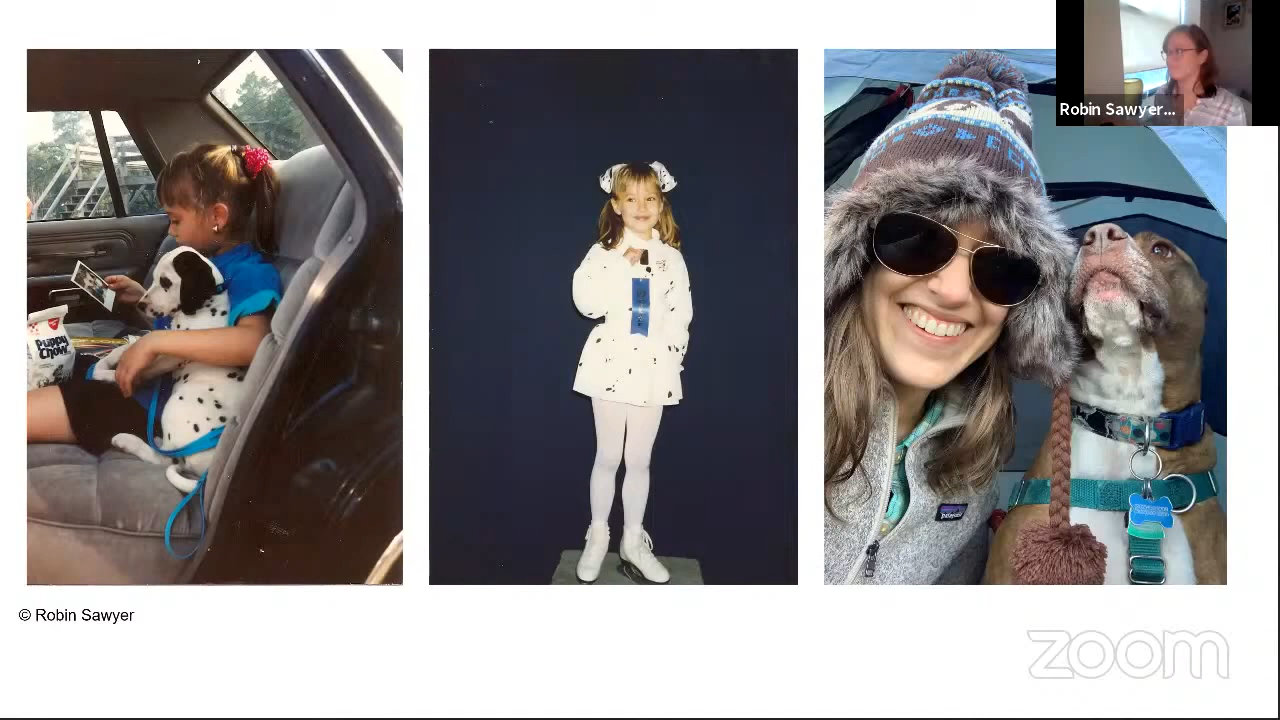 Robin Sawyer...
Puppy
Chow
patagonia
© Robin Sawyer
zoom